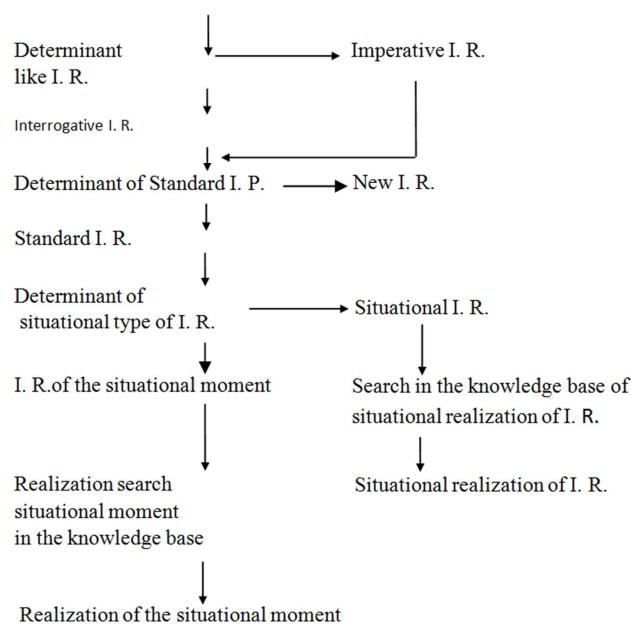 Determinant
like I. R.
Imperative I. R.
Interrogative I. R.
Determinant of Standard I. P.
New I. R.
Standard I. R.
Determinant of
situational type of I. R.
Situational I. R.
I. R.of the situational moment
Search in the knowledge base of
situational realization of I. R.
Realization search
situational moment
in the knowledge base
Situational realization of I. R.
Realization of the situational moment